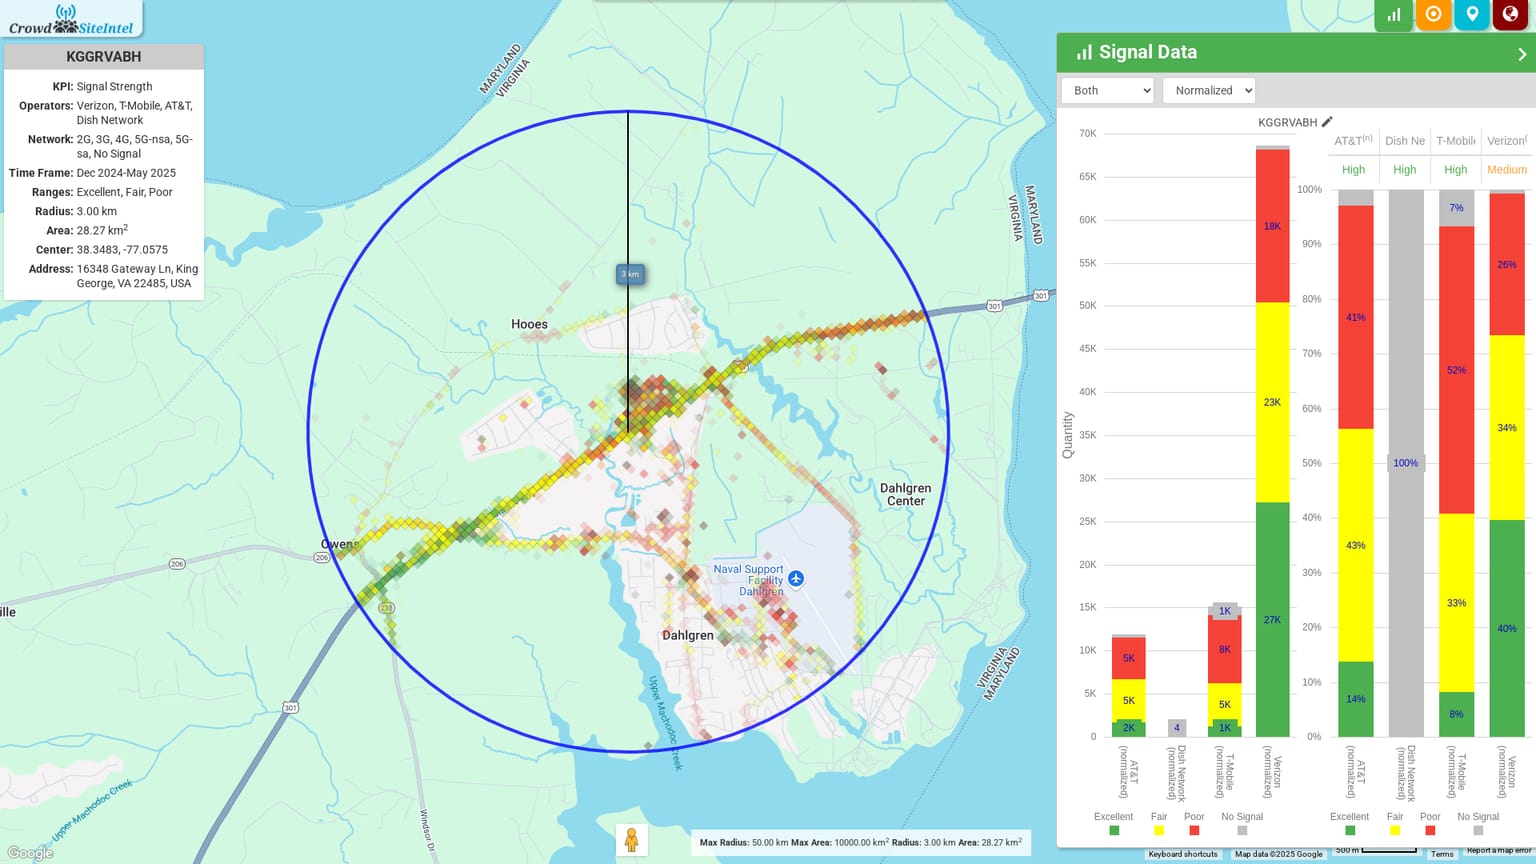 CrowdSiteIntel
KGGRVABH
KPI: Signal Strength
Operators: Verizon, T-Mobile, AT&T,
Dish Network
Network: 2G, 3G, 4G, 5G-nsa, 5G-
sa, No Signal
Time Frame: Dec 2024-May 2025
Ranges: Excellent, Fair, Poor
Radius: 3.00 km
Area: 28.27 km²
Center: 38.3483, -77.0575
Address: 16348 Gateway Ln, King
George, VA 22485, USA
MARYLAND
VIRGINIA
MARYLAND
VIRGINIA
3 km
Hooes
301
301
Dahlgren
Center
Owens
206
206
218
ville
Naval Support
Facility
Dahlgren
Dahlgren
VIRGINIA
MARYLAND
301
Upper Machodoc Creek
Upper Machodoc Creek
Windsor Dr
Google
Max Radius: 50.00 km Max Area: 10000.00 km² Radius: 3.00 km Area: 28.27 km²
Keyboard shortcuts
Map data ©2025 Google
500 m
Terms
Report a map error
Signal Data
Both
Normalized
KGGRVABH
Quantity
70K
65K
60K
55K
50K
45K
40K
35K
30K
25K
20K
15K
10K
5K
0
5K
5K
2K
4
1K
8K
5K
1K
18K
23K
27K
AT&T
(normalized)
Dish Network
(normalized)
T-Mobile
(normalized)
Verizon
(normalized)
Excellent
Fair
Poor
No Signal
AT&T(n)
Dish Ne
T-Mobile
Verizon(
High
High
High
Medium
100%
90%
80%
70%
60%
50%
40%
30%
20%
10%
0%
41%
43%
14%
100%
7%
52%
33%
8%
26%
34%
40%
AT&T
(normalized)
Dish Network
(normalized)
T-Mobile
(normalized)
Verizon
(normalized)
Excellent
Fair
Poor
No Signal